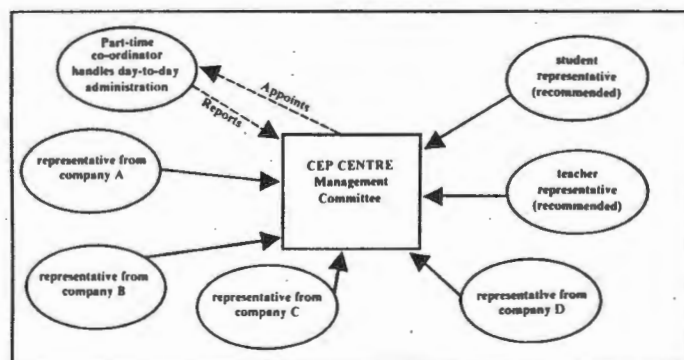 Part-time
co-ordinator
handles day-to-day
administration
Appoints
Reports
student
representative
(recommended)
representative from
company A
CEP CENTRE
Management
Committee
teacher
representative
(recommended)
representative from
company B
representative from
company C
representative from
company D